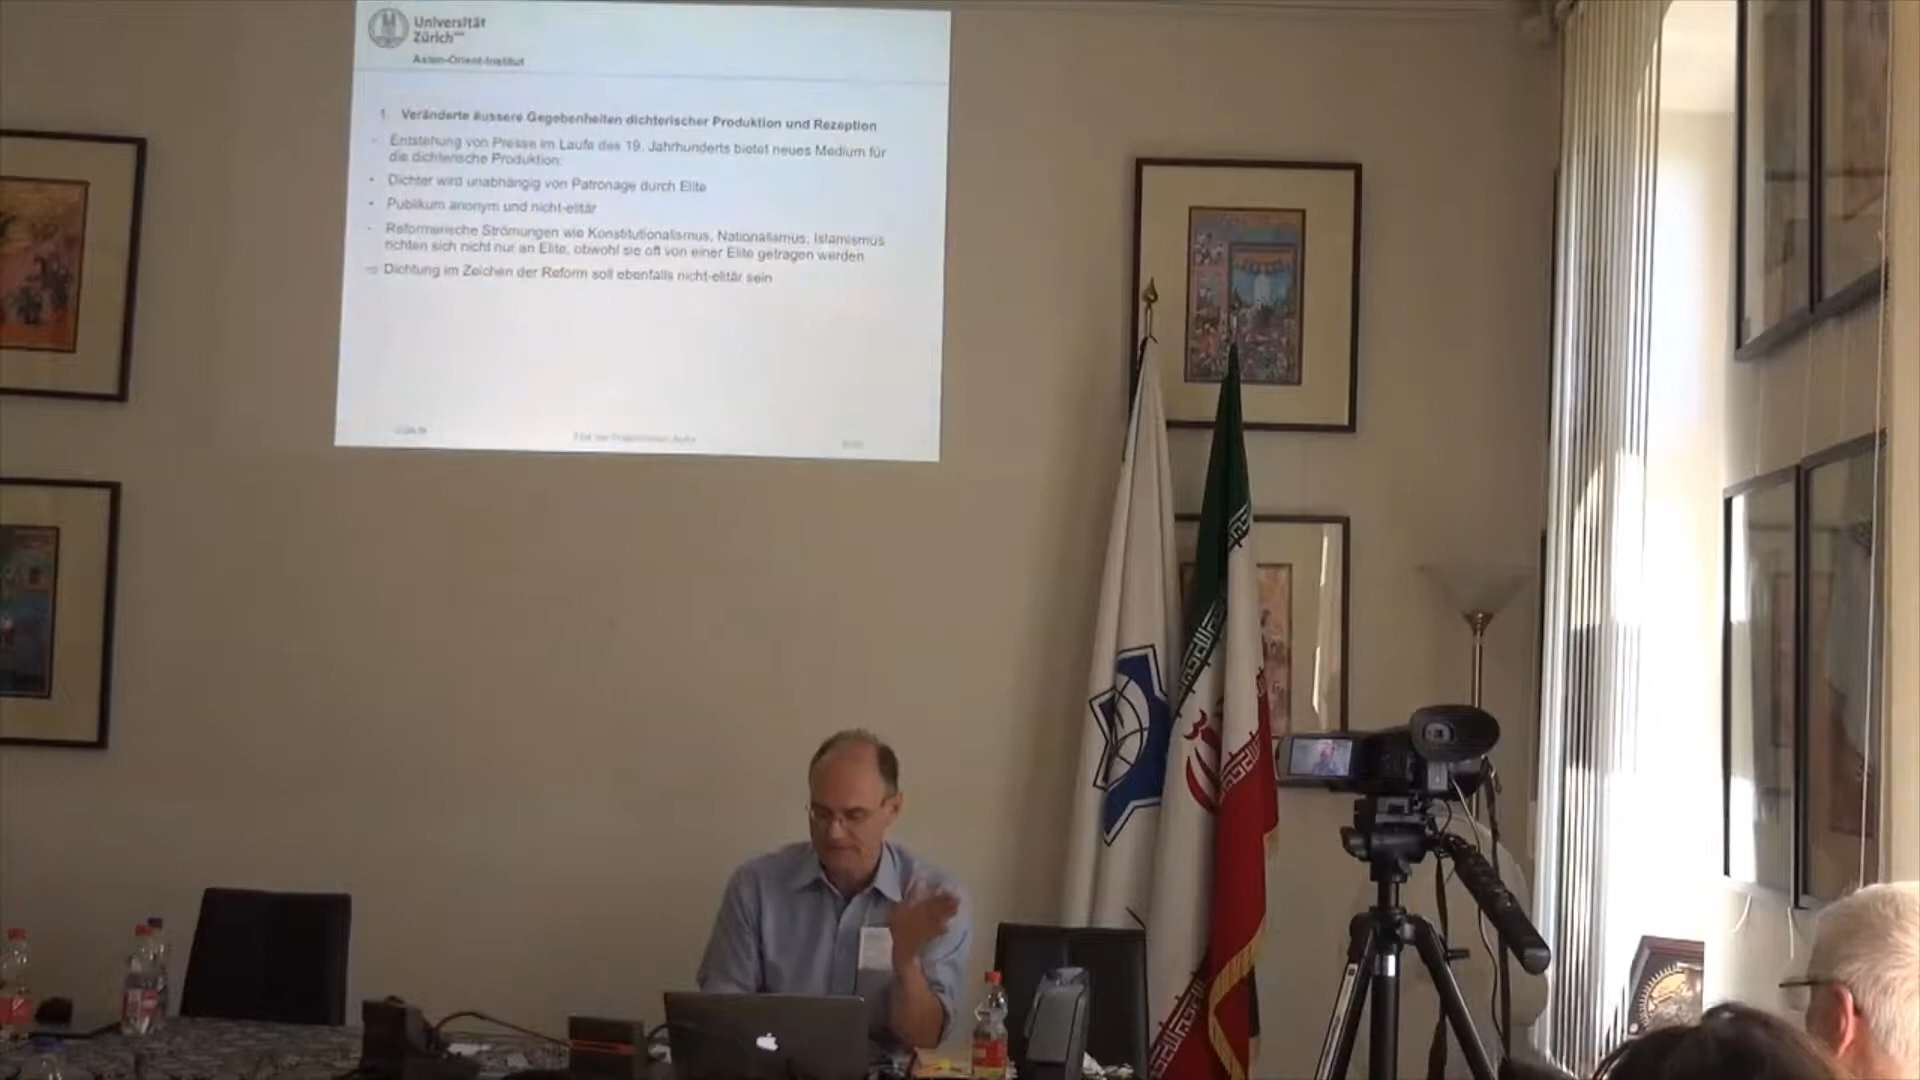 Universität
Zürich
Asien-Orient-Institut
1. Veränderte äussere Gegebenheiten dichterischer Produktion und Rezeption
- Entstehung von Presse im Laufe des 19. Jahrhunderts bietet neues Medium für
die dichterische Produktion:
• Dichter wird unabhängig von Patronage durch Elite
• Publikum anonym und nicht-elitär
- Reformerische Strömungen wie Konstitutionalismus, Nationalismus, Islamismus
richten sich nicht nur an Elite, obwohl sie oft von einer Elite getragen werden
⇨ Dichtung im Zeichen der Reform soll ebenfalls nicht-elitär sein